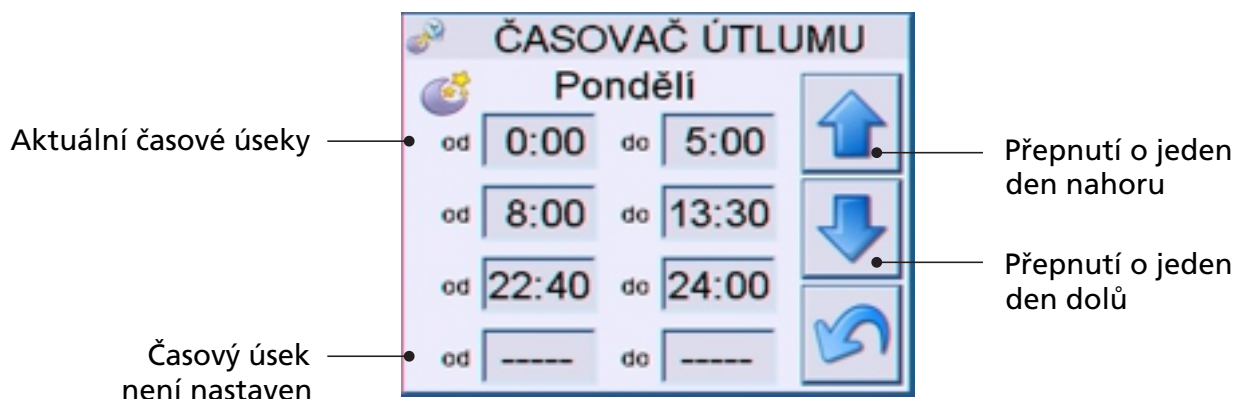 ČASOVAČ ÚTLUMU
Pondělí
Aktuální časové úseky
od 0:00 do 5:00
Přepnutí o jeden
den nahoru
od 8:00 do 13:30
Přepnutí o jeden
den dolů
od 22:40 do 24:00
Časový úsek
není nastaven
od ----- do -----